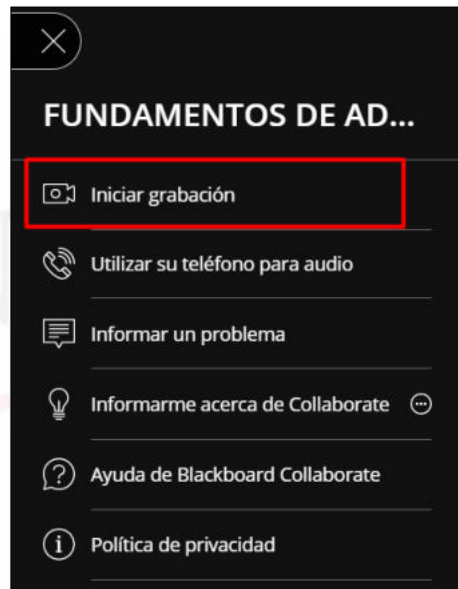 FUNDAMENTOS DE AD...
Iniciar grabación
Utilizar su teléfono para audio
Informar un problema
Informarme acerca de Collaborate
Ayuda de Blackboard Collaborate
Política de privacidad